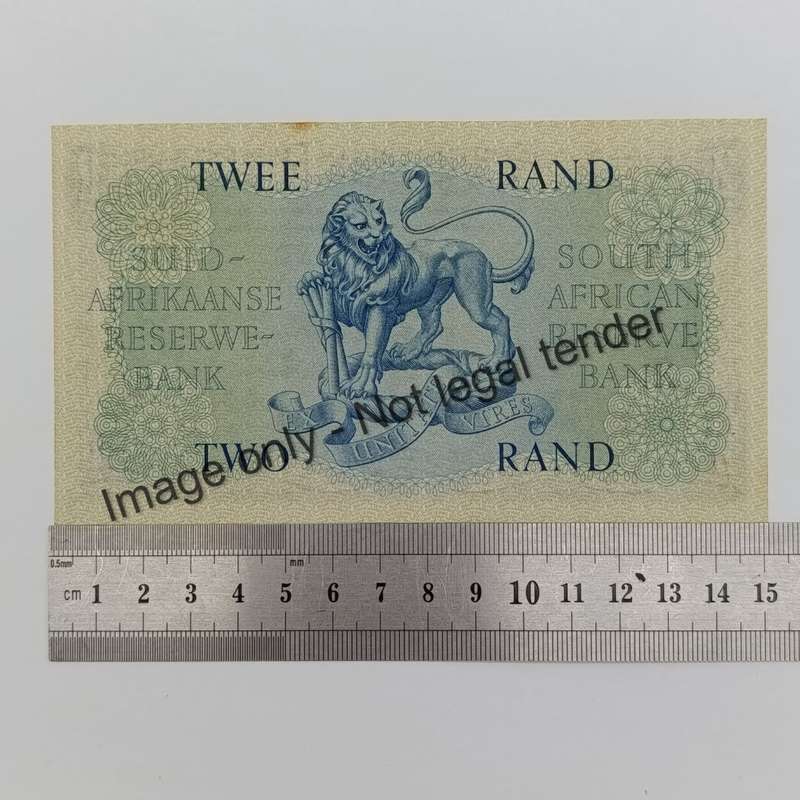 TWEE RAND
SUID-
AFRIKAANSE
RESERWE-
BANK
SOUTH
AFRICAN
RESERVE
BANK
EX UNITATE VIRES
TWO RAND
Image only - Not legal tender
0.5mm
mm
cm 1 2 3 4 5 6 7 8 9 10 11 12 13 14 15